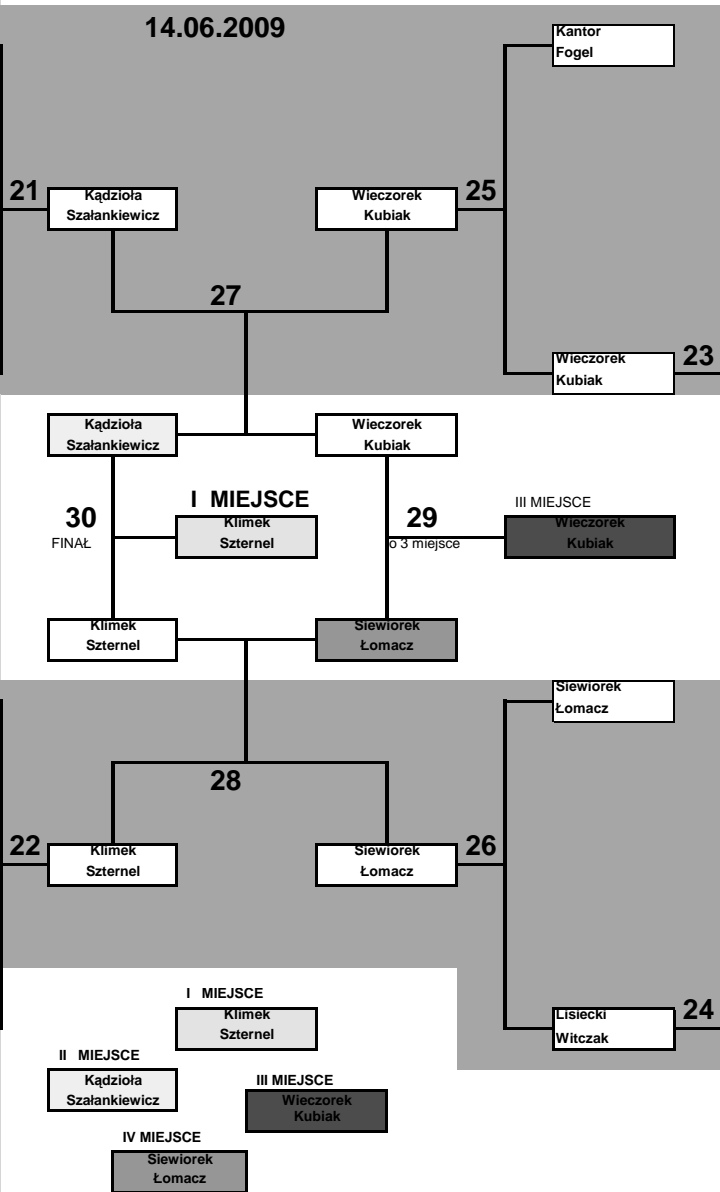 14.06.2009
Kantor
Fogel
21
Kądzioła
Szałankiewicz
Wieczorek
Kubiak
25
27
Wieczorek
Kubiak
23
Kądzioła
Szałankiewicz
Wieczorek
Kubiak
I MIEJSCE
30
FINAŁ
Klimek
Szternel
29
o 3 miejsce
III MIEJSCE
Wieczorek
Kubiak
Klimek
Szternel
Siewiorek
Łomacz
Siewiorek
Łomacz
28
22
Klimek
Szternel
Siewiorek
Łomacz
26
I MIEJSCE
Klimek
Szternel
Lisiecki
Witczak
24
II MIEJSCE
Kądzioła
Szałankiewicz
III MIEJSCE
Wieczorek
Kubiak
IV MIEJSCE
Siewiorek
Łomacz